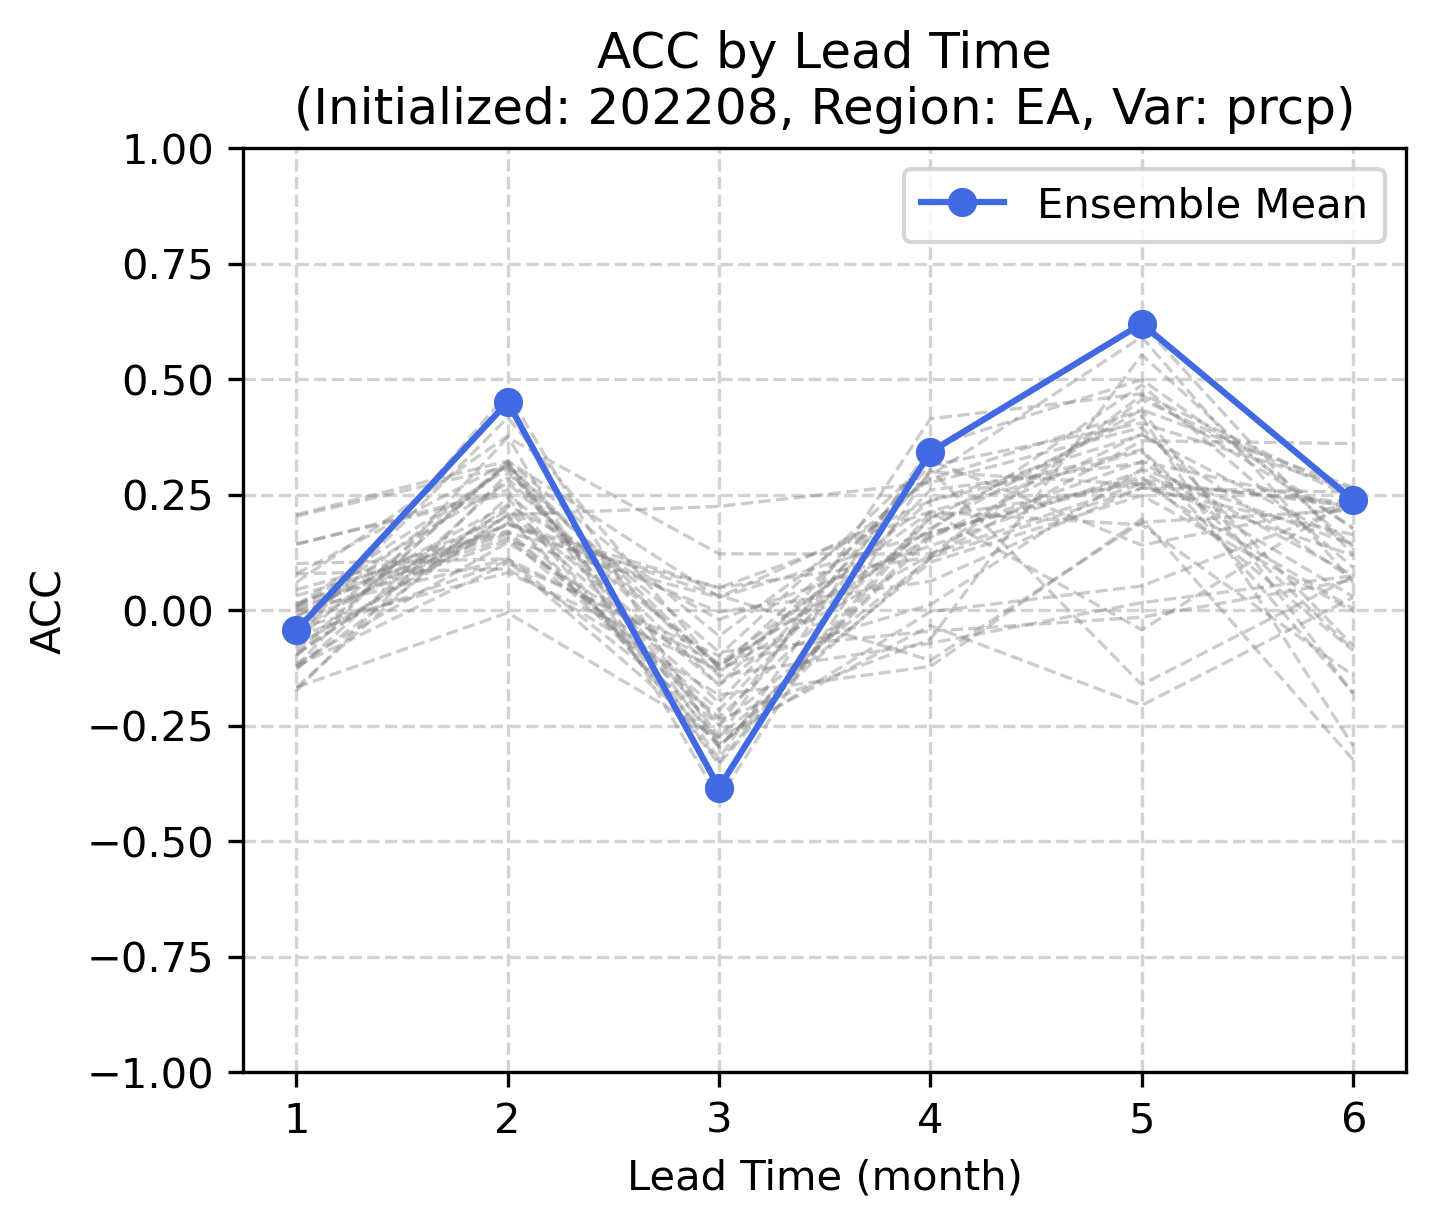 ACC by Lead Time
(Initialized: 202208, Region: EA, Var: prcp)
Ensemble Mean
1.00
0.75
0.50
0.25
0.00
−0.25
−0.50
−0.75
−1.00
ACC
1 2 3 4 5 6
Lead Time (month)